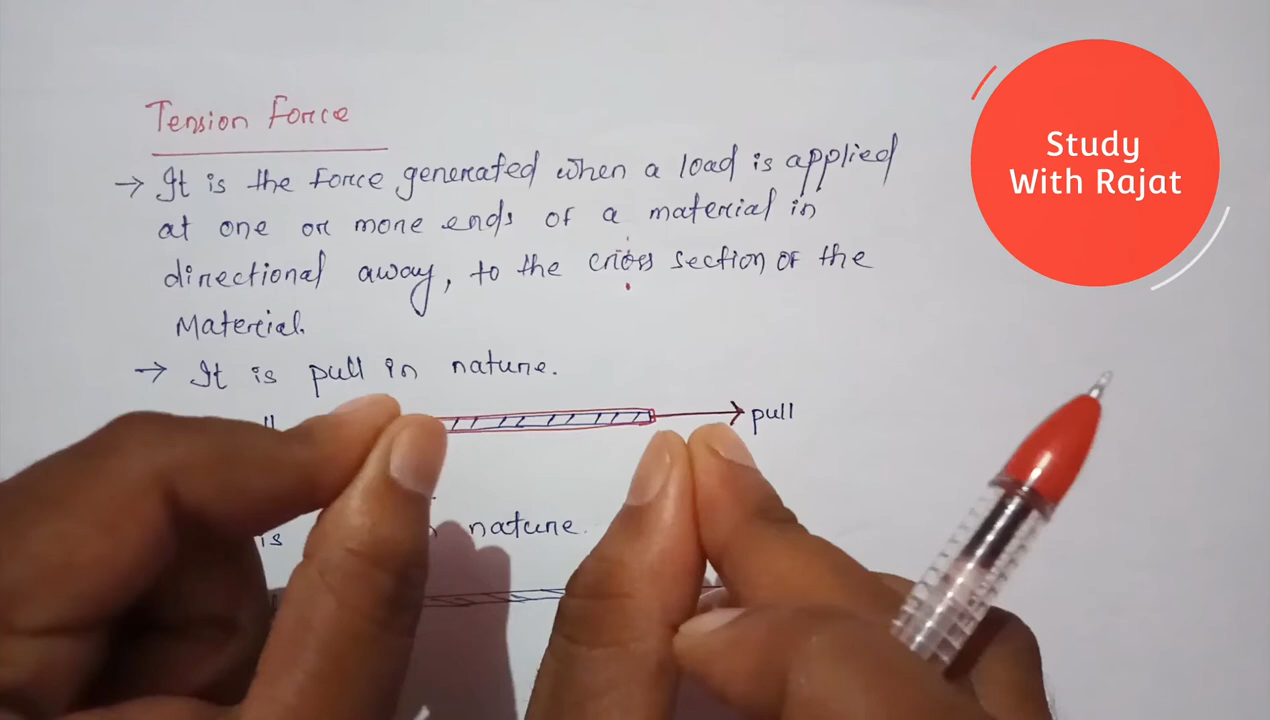 Tension Force
→ It is the force generated when a load is applied
at one or more ends of a material in
directional away, to the cross section of the
Material.
→ It is pull in nature.
pull
is nature.
Study
With Rajat